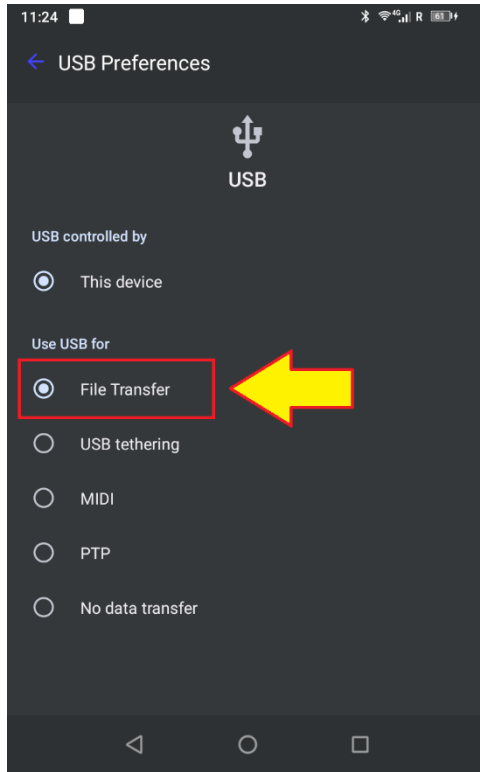 11:24 4G R 61
USB Preferences
USB
USB controlled by
This device
Use USB for
File Transfer
USB tethering
MIDI
PTP
No data transfer